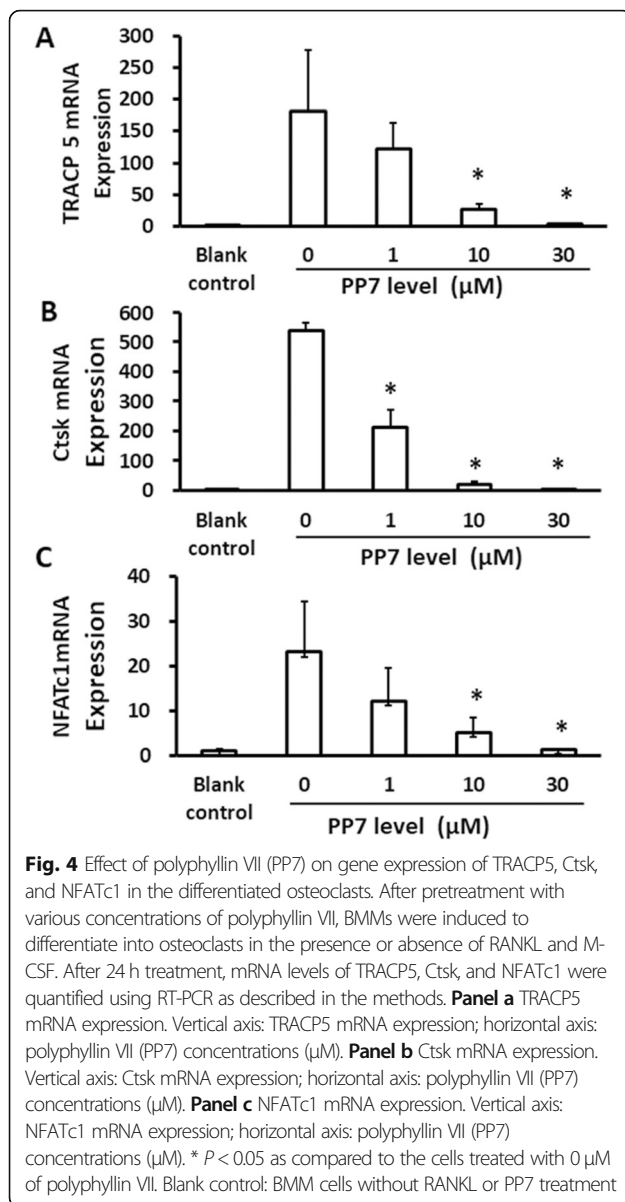 A
TRACP 5 mRNA
Expression
300
250
200
150
100
50
0
*
*
Blank
control
0 1 10 30
PP7 level (µM)
B
Ctsk mRNA
Expression
600
500
400
300
200
100
0
*
*
*
Blank
control
0 1 10 30
PP7 level (µM)
C
NFATc1mRNA
Expression
40
30
20
10
0
*
*
Blank
control
0 1 10 30
PP7 level (µM)
Fig. 4 Effect of polyphyllin VII (PP7) on gene expression of TRACP5, Ctsk,
and NFATc1 in the differentiated osteoclasts. After pretreatment with
various concentrations of polyphyllin VII, BMMs were induced to
differentiate into osteoclasts in the presence or absence of RANKL and M-
CSF. After 24 h treatment, mRNA levels of TRACP5, Ctsk, and NFATc1 were
quantified using RT-PCR as described in the methods. Panel a TRACP5
mRNA expression. Vertical axis: TRACP5 mRNA expression; horizontal axis:
polyphyllin VII (PP7) concentrations (µM). Panel b Ctsk mRNA expression.
Vertical axis: Ctsk mRNA expression; horizontal axis: polyphyllin VII (PP7)
concentrations (µM). Panel c NFATc1 mRNA expression. Vertical axis:
NFATc1 mRNA expression; horizontal axis: polyphyllin VII (PP7)
concentrations (µM). * P < 0.05 as compared to the cells treated with 0 µM
of polyphyllin VII. Blank control: BMM cells without RANKL or PP7 treatment